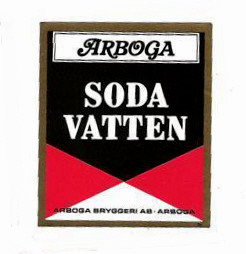 ARBOGA
SODA
VATTEN
ARBOGA BRYGGERI AB · ARBOGA